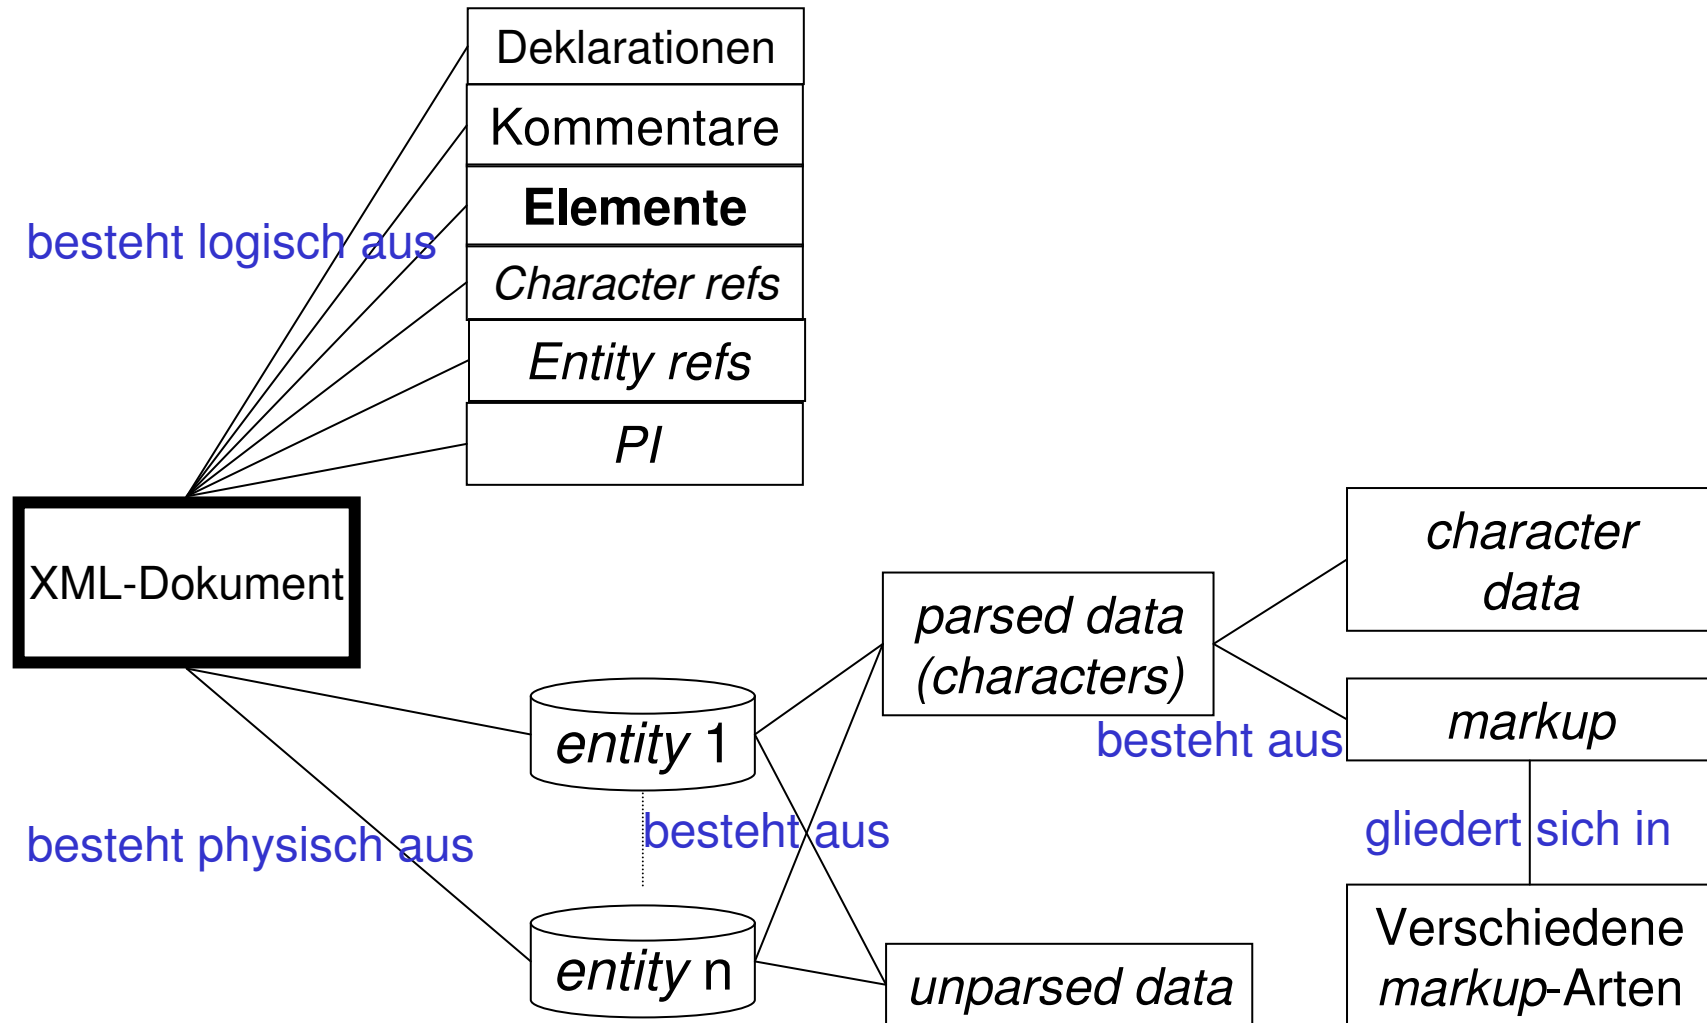 Deklarationen
Kommentare
Elemente
besteht logisch aus
Character refs
Entity refs
PI
XML-Dokument
character
data
parsed data
(characters)
markup
besteht aus
entity 1
besteht physisch aus
besteht aus
gliedert sich in
entity n
unparsed data
Verschiedene
markup-Arten